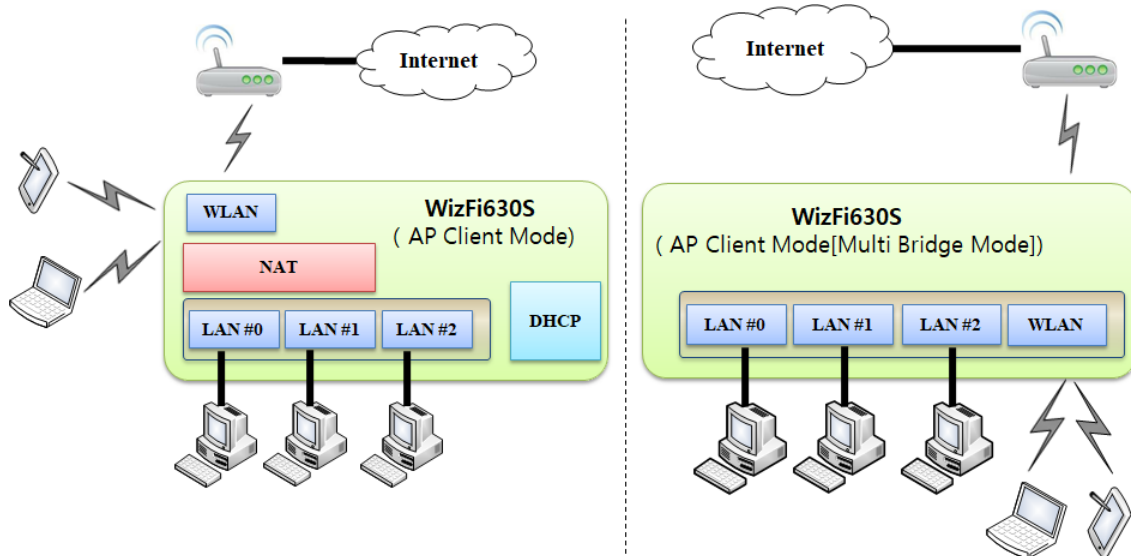 Internet
WizFi630S
( AP Client Mode)
WLAN
NAT
LAN #0 LAN #1 LAN #2
DHCP
Internet
WizFi630S
( AP Client Mode[Multi Bridge Mode])
LAN #0 LAN #1 LAN #2 WLAN